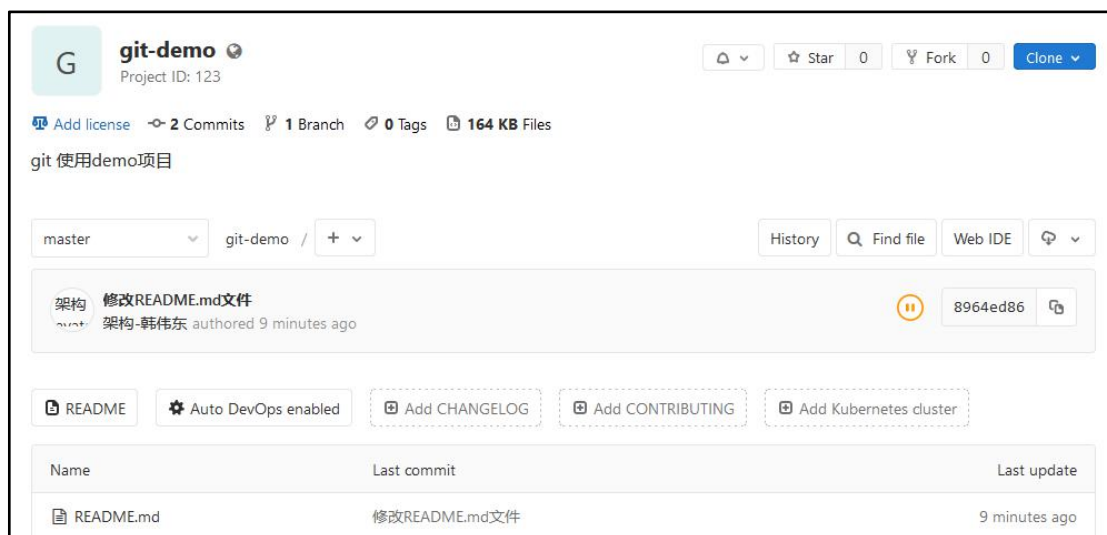 G
git-demo
Project ID: 123
Star 0 Fork 0 Clone
Add license 2 Commits 1 Branch 0 Tags 164 KB Files
git 使用demo项目
master git-demo / + History Find file Web IDE
架构 修改README.md文件
架构-韩伟东 authored 9 minutes ago 8964ed86
README Auto DevOps enabled Add CHANGELOG Add CONTRIBUTING Add Kubernetes cluster
Name Last commit Last update
README.md 修改README.md文件 9 minutes ago